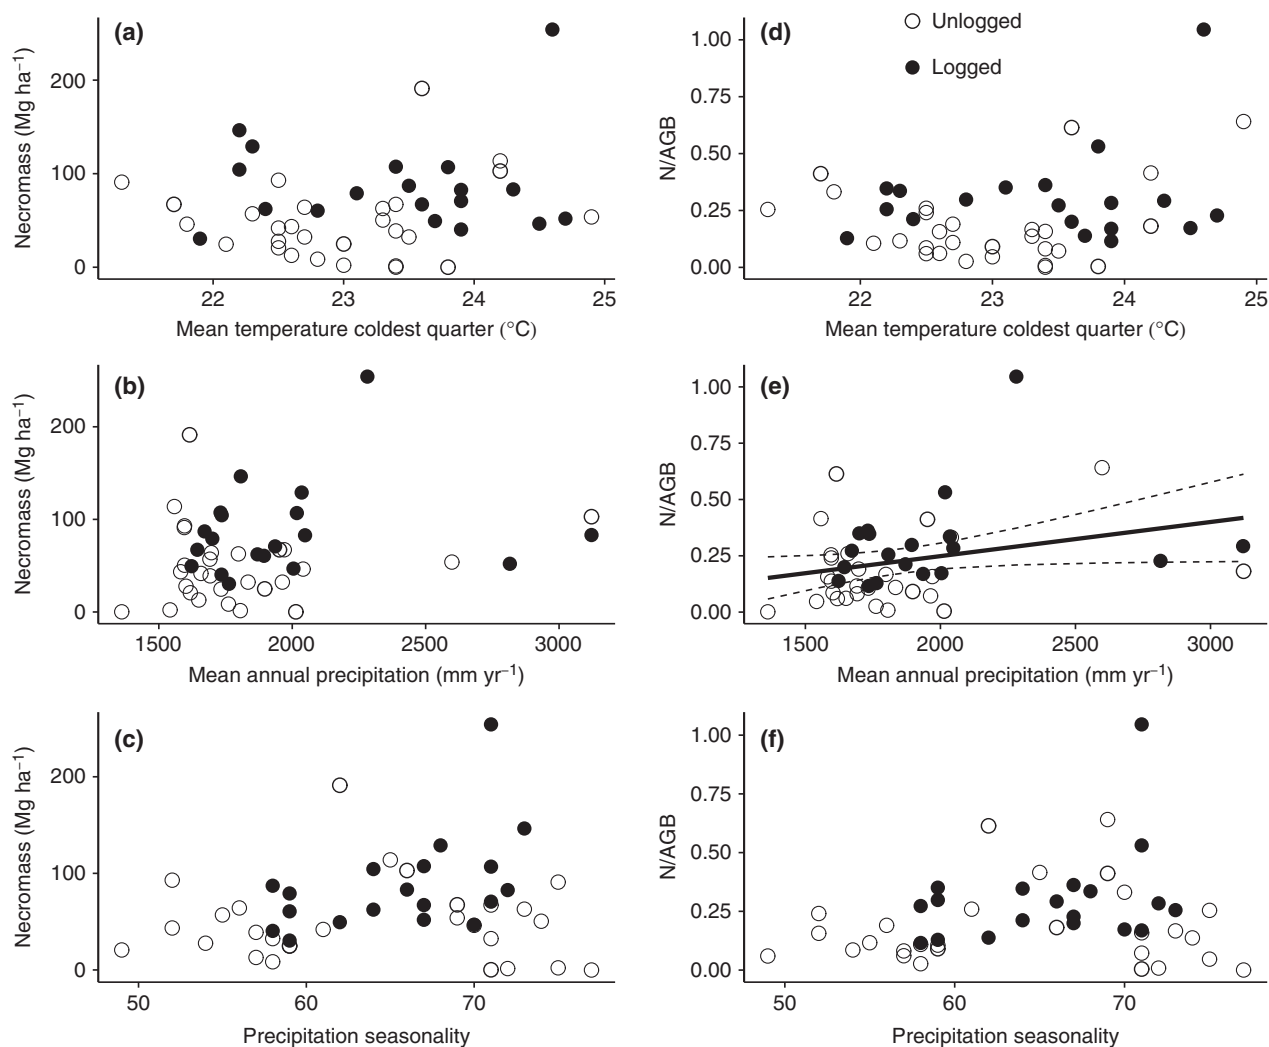 (a)
Necromass (Mg ha⁻¹)
200
100
0
22 23 24 25
Mean temperature coldest quarter (°C)
(d)
Unlogged
Logged
N/AGB
1.00
0.75
0.50
0.25
0.00
22 23 24 25
Mean temperature coldest quarter (°C)
(b)
Necromass (Mg ha⁻¹)
200
100
0
1500 2000 2500 3000
Mean annual precipitation (mm yr⁻¹)
(e)
N/AGB
1.00
0.75
0.50
0.25
0.00
1500 2000 2500 3000
Mean annual precipitation (mm yr⁻¹)
(c)
Necromass (Mg ha⁻¹)
200
100
0
50 60 70
Precipitation seasonality
(f)
N/AGB
1.00
0.75
0.50
0.25
0.00
50 60 70
Precipitation seasonality